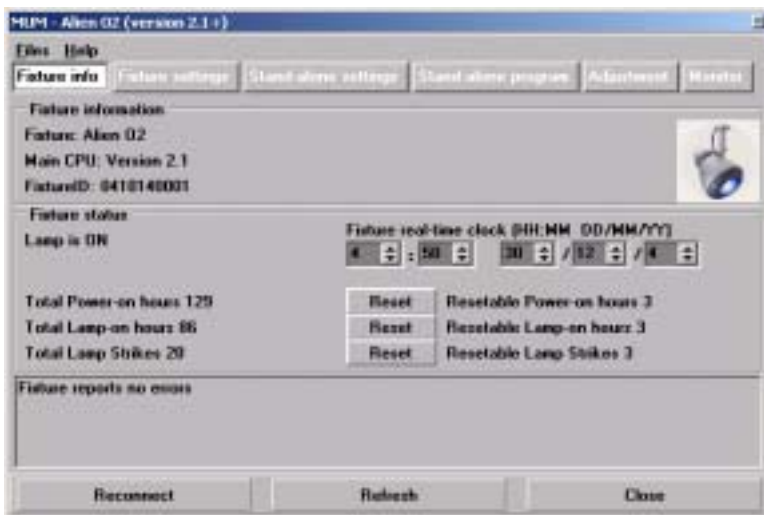 MUM - Alien 02 (version 2.1+)
Files Help
Fixture info Fixture settings Stand alone settings Stand alone program Adjustment Monitor
Fixture information
Fixture: Alien 02
Main CPU: Version 2.1
FixtureID: 0410140001
Fixture status
Lamp is ON
Fixture real-time clock (HH:MM DD/MM/YY)
4 : 50 30 / 12 / 4
Total Power-on hours 129 Reset Resetable Power-on hours 3
Total Lamp-on hours 86 Reset Resetable Lamp-on hours 3
Total Lamp Strikes 20 Reset Resetable Lamp Strikes 3
Fixture reports no errors
Reconnect Refresh Close